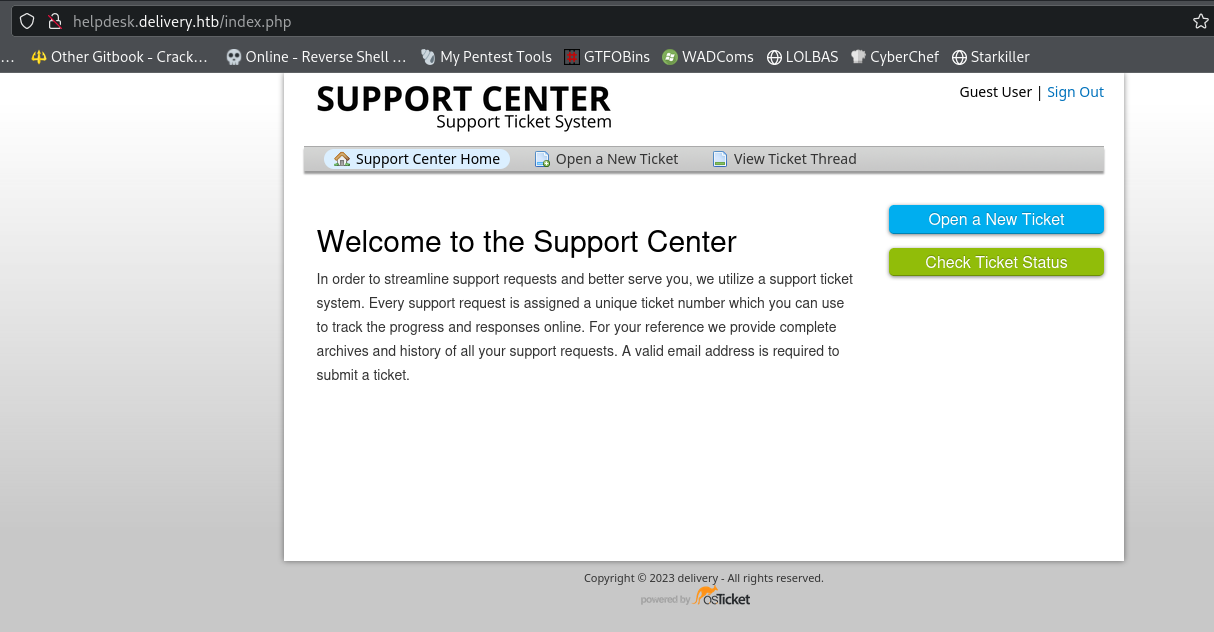 helpdesk.delivery.htb/index.php
... Other Gitbook - Crack... Online - Reverse Shell ... My Pentest Tools GTFOBins WADComs LOLBAS CyberChef Starkiller
SUPPORT CENTER
Support Ticket System
Guest User | Sign Out
Support Center Home Open a New Ticket View Ticket Thread
Open a New Ticket
Check Ticket Status
Welcome to the Support Center
In order to streamline support requests and better serve you, we utilize a support ticket
system. Every support request is assigned a unique ticket number which you can use
to track the progress and responses online. For your reference we provide complete
archives and history of all your support requests. A valid email address is required to
submit a ticket.
Copyright © 2023 delivery - All rights reserved.
powered by osTicket